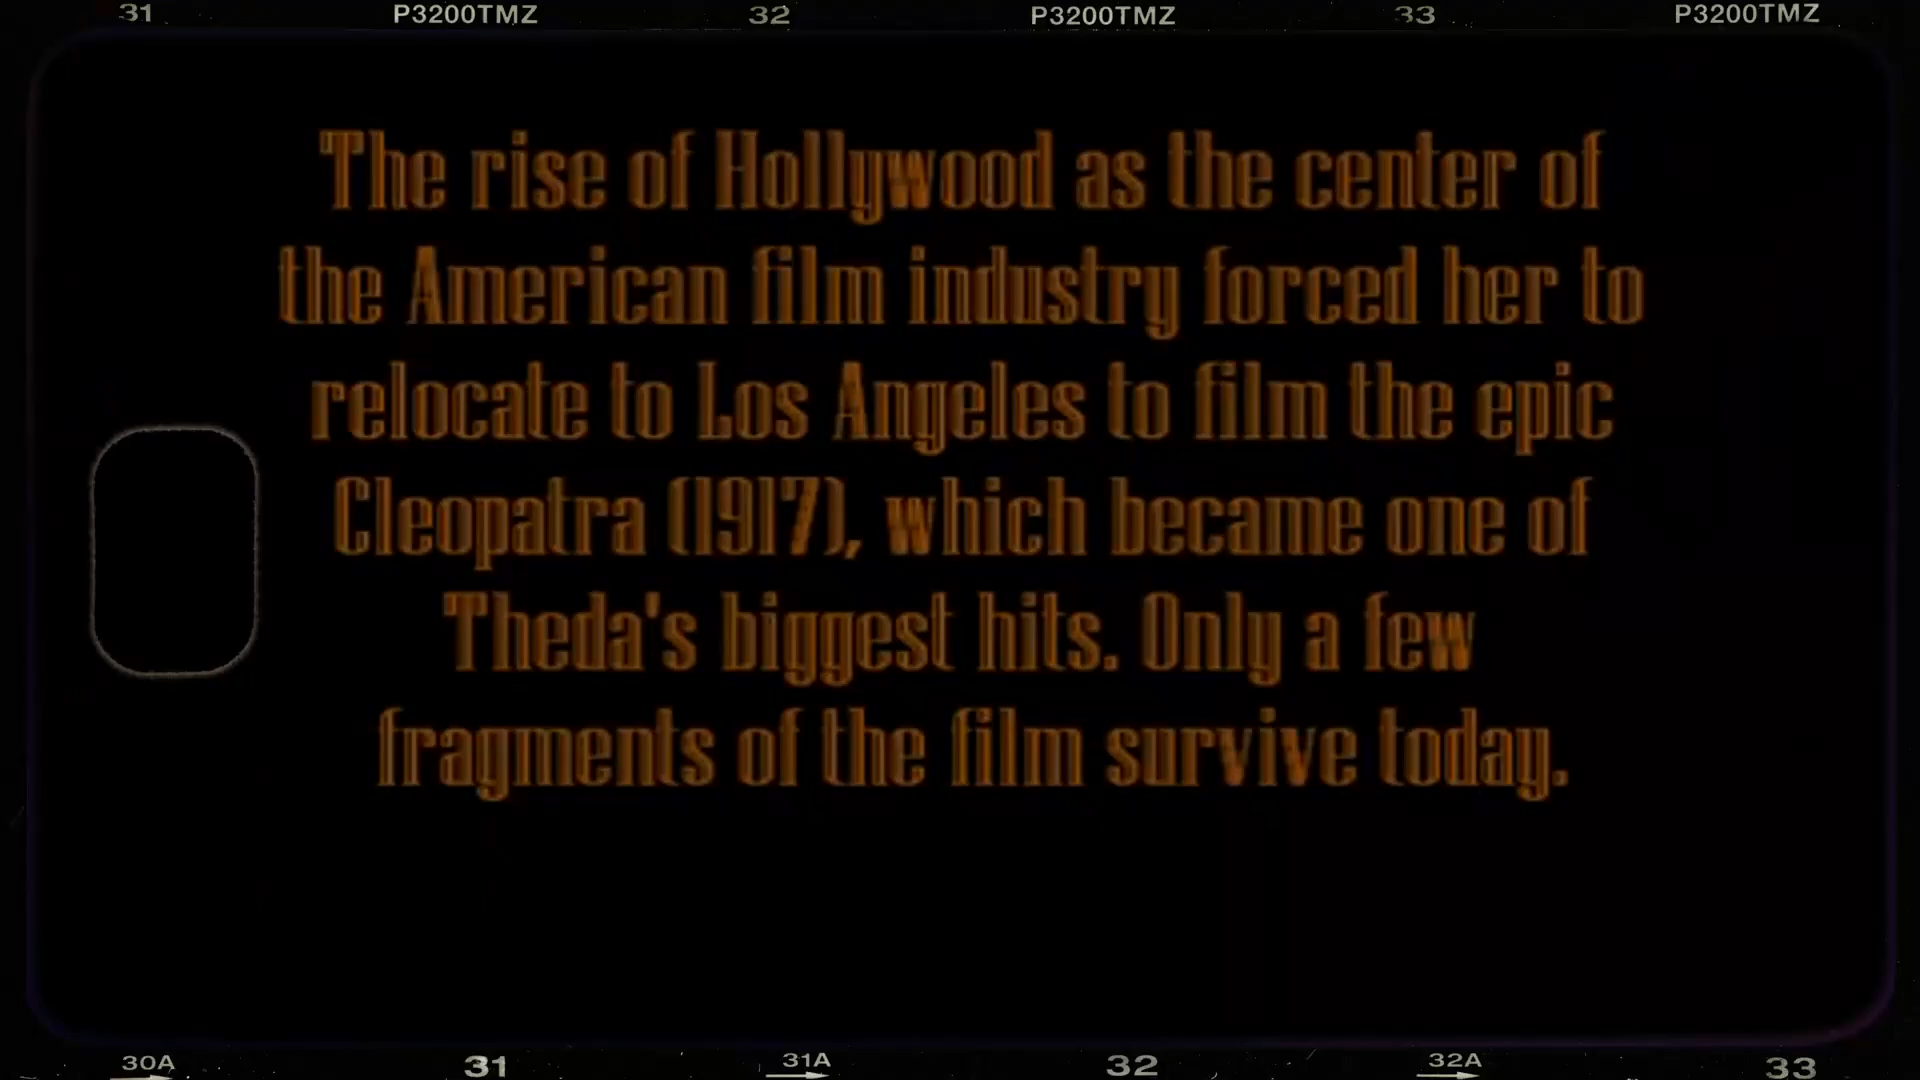 31 P3200TMZ 32 P3200TMZ 33 P3200TMZ
The rise of Hollywood as the center of
the American film industry forced her to
relocate to Los Angeles to film the epic
Cleopatra (1917), which became one of
Theda's biggest hits. Only a few
fragments of the film survive today.
30A 31 31A 32 32A 33